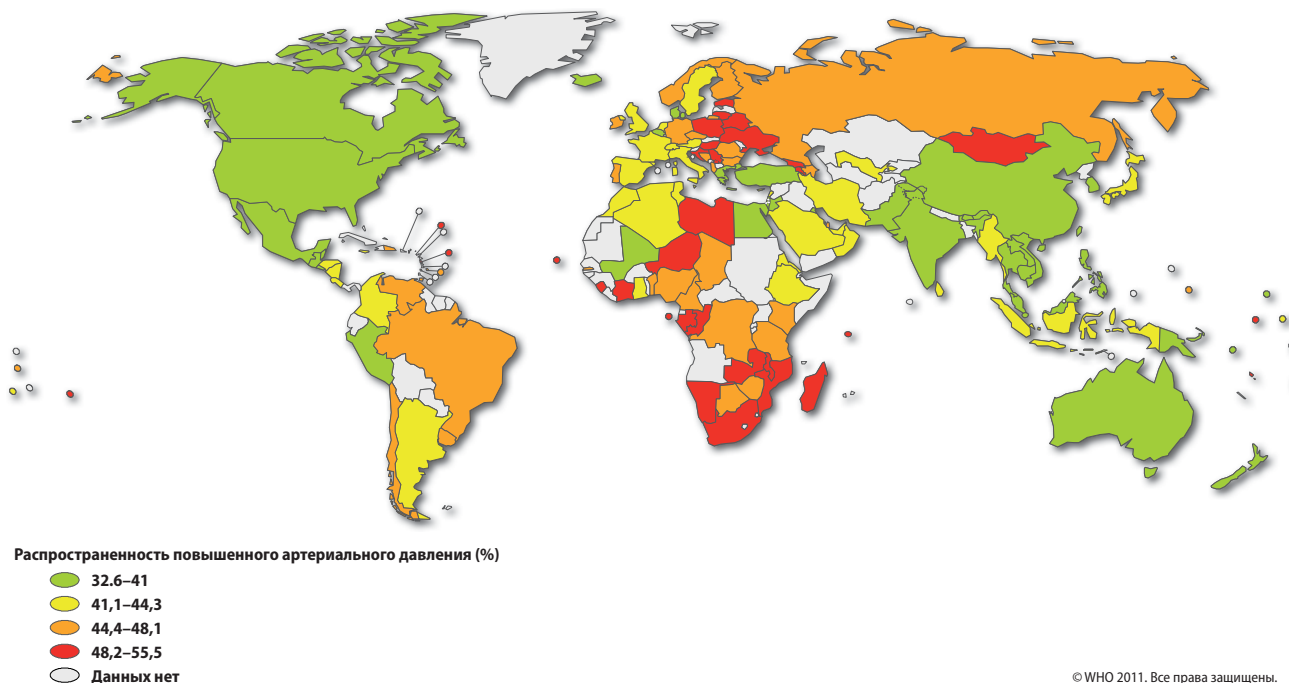 Распространенность повышенного артериального давления (%)
32.6–41
41,1–44,3
44,4–48,1
48,2–55,5
Данных нет
© WHO 2011. Все права защищены.